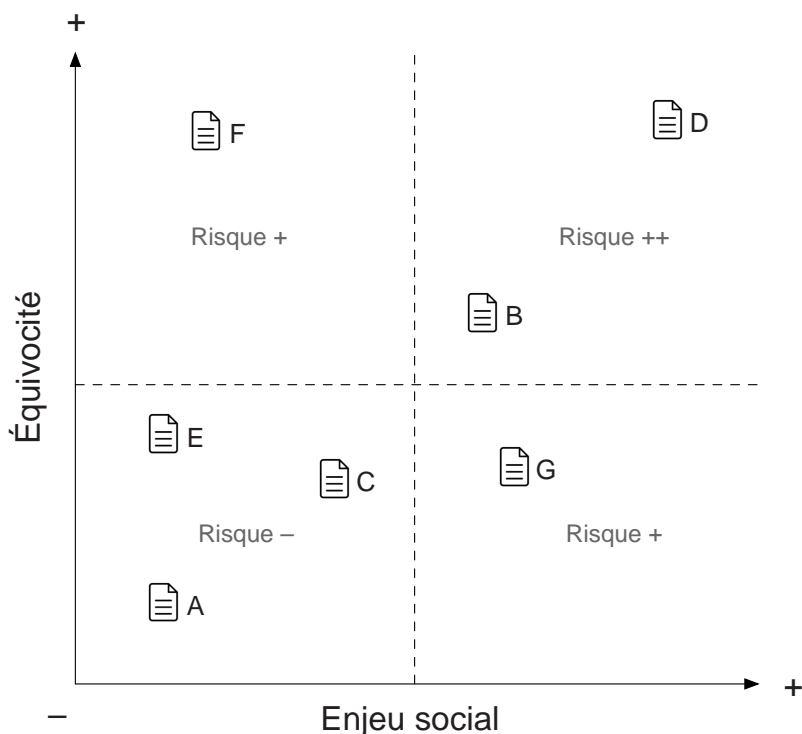 +
F
D
Risque +
Risque ++
B
Équivocité
E
C
G
Risque –
Risque +
A
+
–
Enjeu social